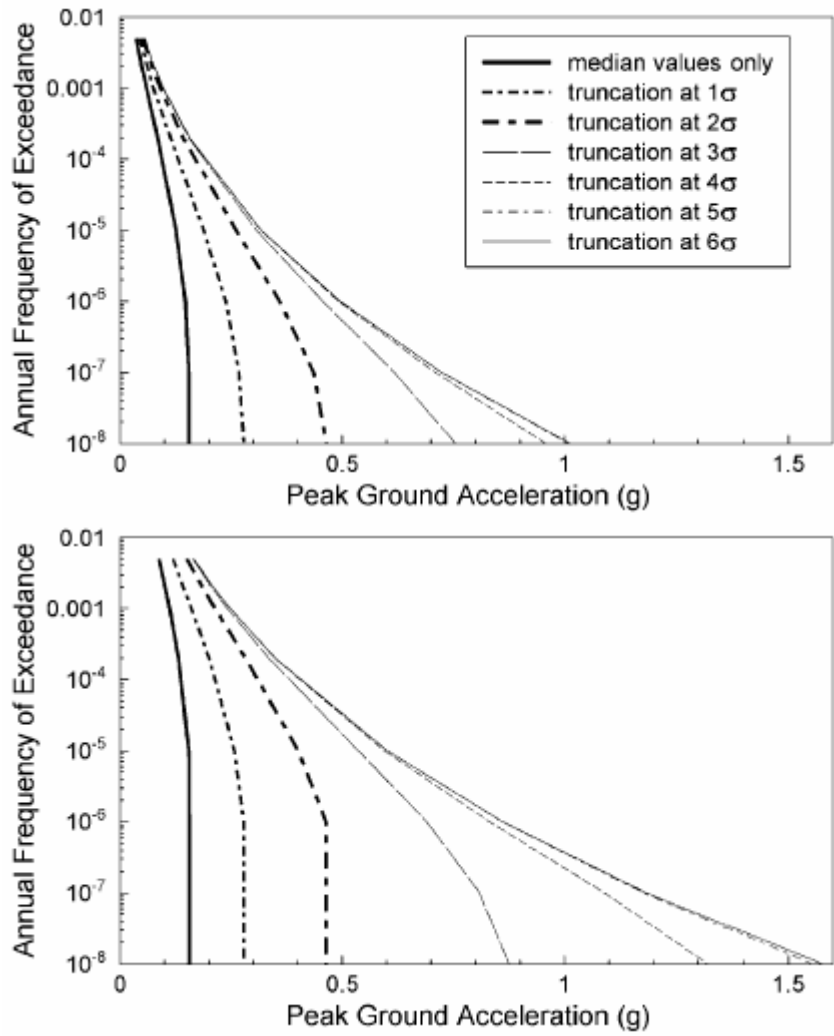 0.01
0.001
10⁻⁴
10⁻⁵
10⁻⁶
10⁻⁷
10⁻⁸
Annual Frequency of Exceedance
median values only
truncation at 1σ
truncation at 2σ
truncation at 3σ
truncation at 4σ
truncation at 5σ
truncation at 6σ
0 0.5 1 1.5
Peak Ground Acceleration (g)
0.01
0.001
10⁻⁴
10⁻⁵
10⁻⁶
10⁻⁷
10⁻⁸
Annual Frequency of Exceedance
0 0.5 1 1.5
Peak Ground Acceleration (g)